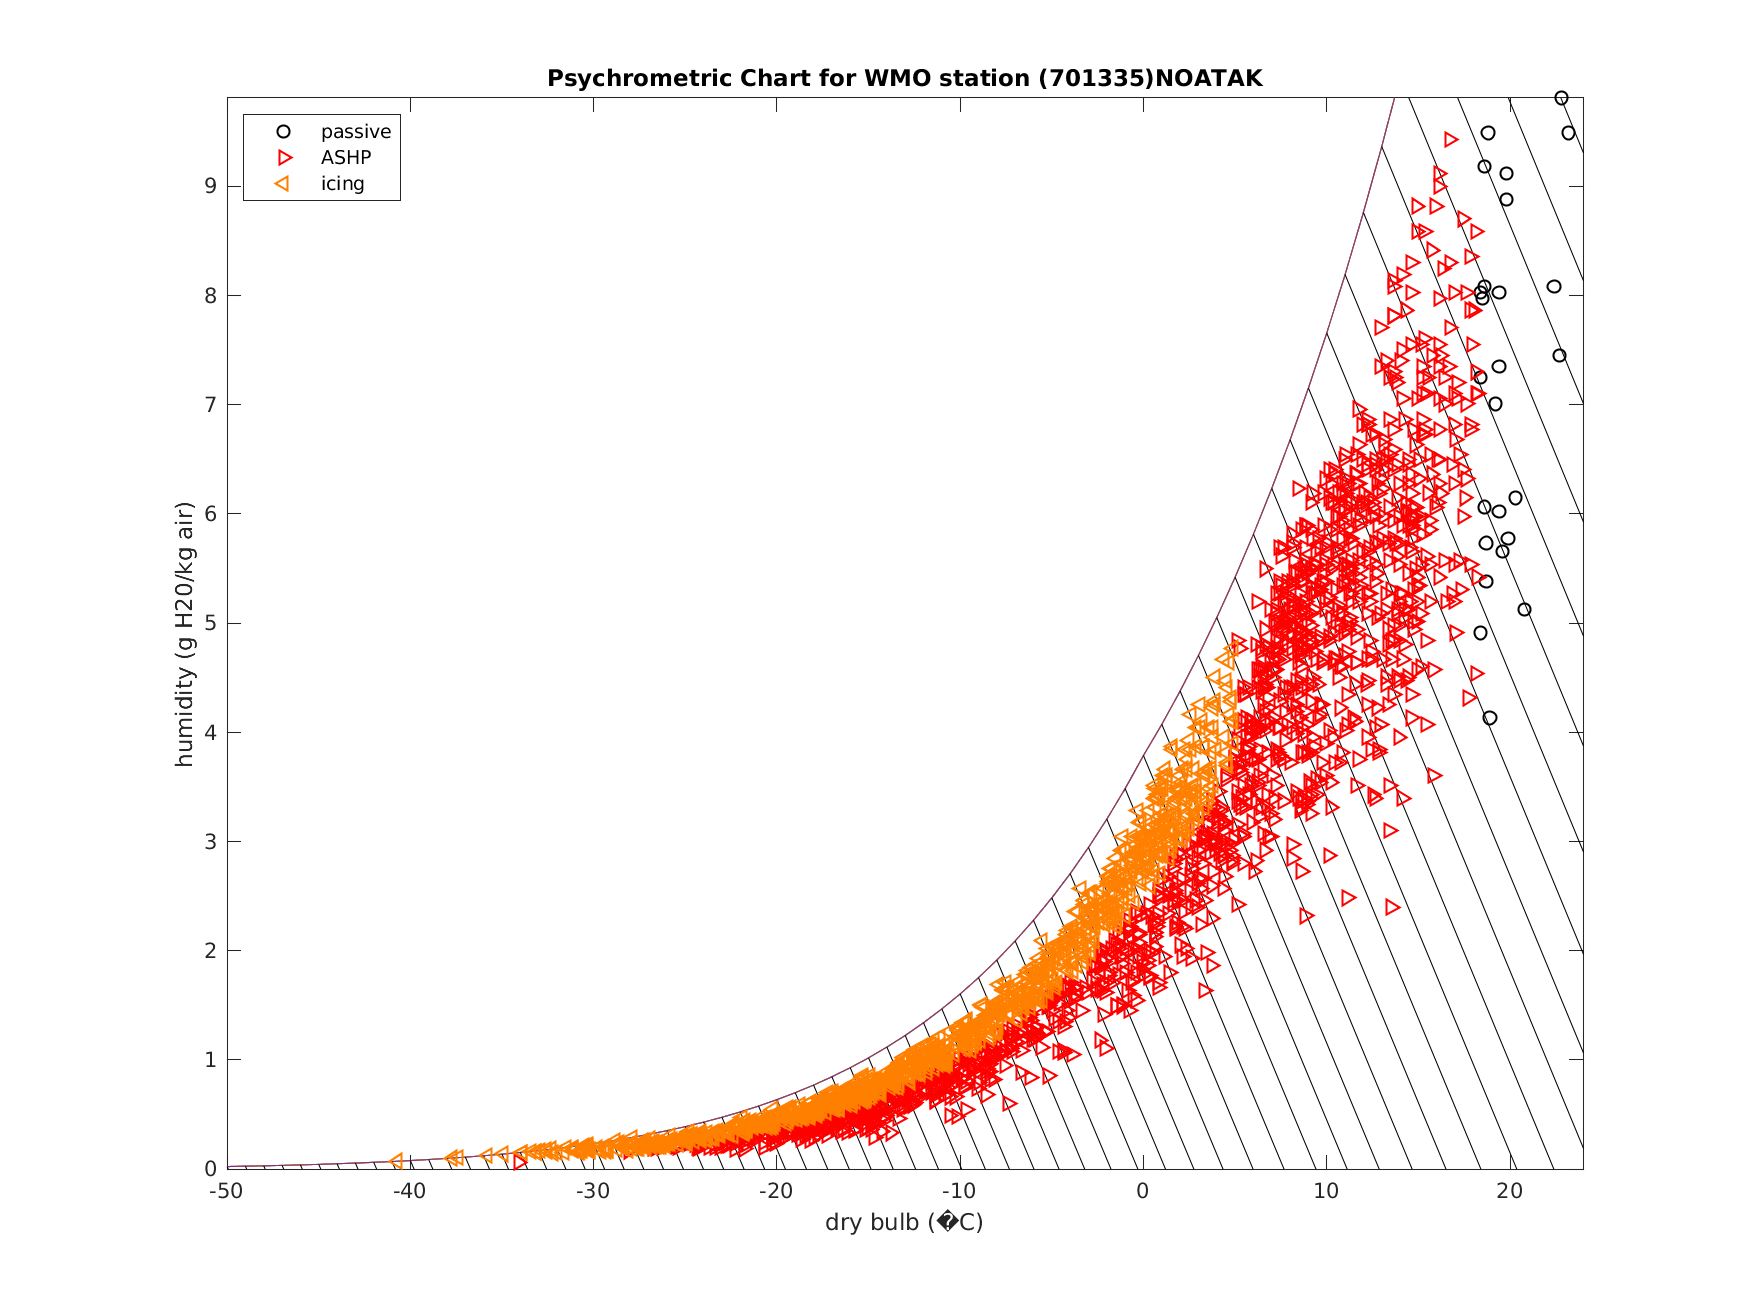 Psychrometric Chart for WMO station (701335)NOATAK
passive
ASHP
icing
humidity (g H20/kg air)
9
8
7
6
5
4
3
2
1
0
-50 -40 -30 -20 -10 0 10 20
dry bulb (�C)